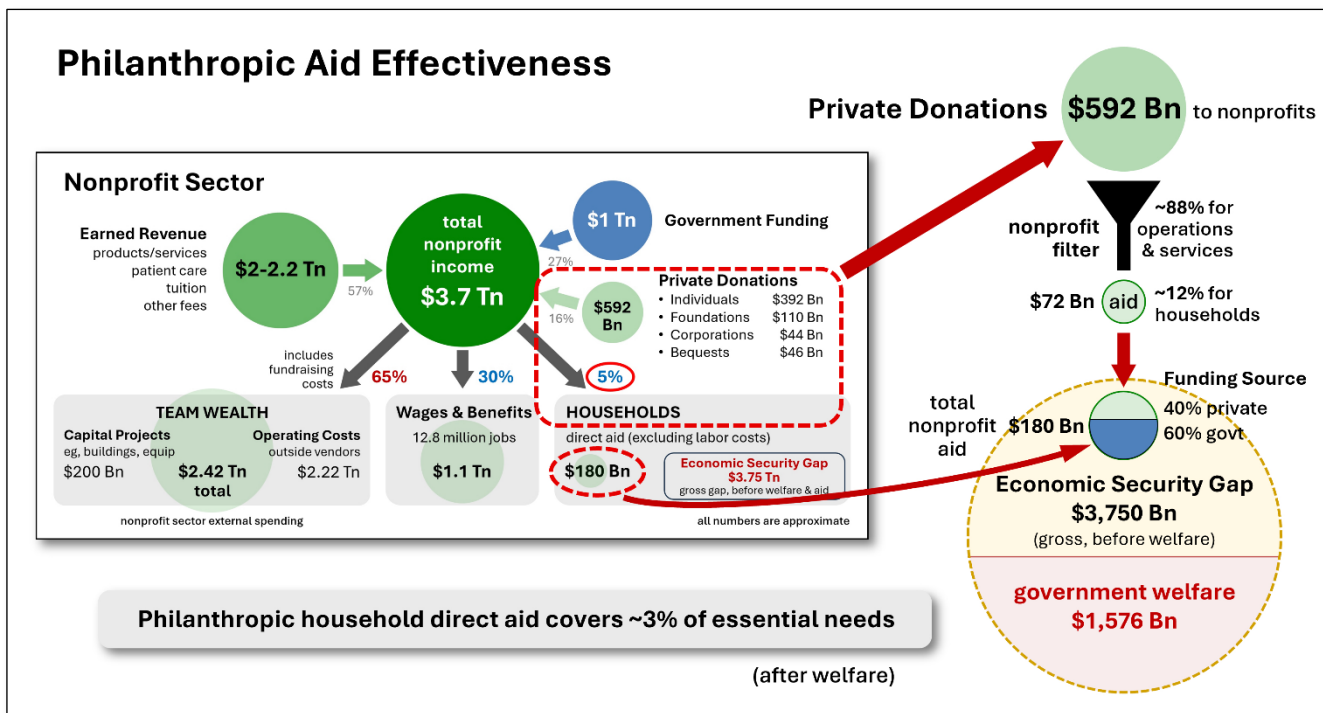 Philanthropic Aid Effectiveness
Private Donations
$592 Bn
to nonprofits
nonprofit
filter
~88% for
operations
& services
$72 Bn
aid
~12% for
households
Funding Source
40% private
60% govt
total
nonprofit
aid
$180 Bn
Economic Security Gap
$3,750 Bn
(gross, before welfare)
government welfare
$1,576 Bn
Nonprofit Sector
Earned Revenue
products/services
patient care
tuition
other fees
$2-2.2 Tn
57%
total
nonprofit
income
$3.7 Tn
$1 Tn
Government Funding
27%
$592
Bn
16%
Private Donations
• Individuals $392 Bn
• Foundations $110 Bn
• Corporations $44 Bn
• Bequests $46 Bn
includes
fundraising
costs
65%
30%
5%
TEAM WEALTH
Capital Projects
eg, buildings, equip
$200 Bn
$2.42 Tn
total
Operating Costs
outside vendors
$2.22 Tn
Wages & Benefits
12.8 million jobs
$1.1 Tn
HOUSEHOLDS
direct aid (excluding labor costs)
$180 Bn
Economic Security Gap
$3.75 Tn
gross gap, before welfare & aid
nonprofit sector external spending
all numbers are approximate
Philanthropic household direct aid covers ~3% of essential needs
(after welfare)